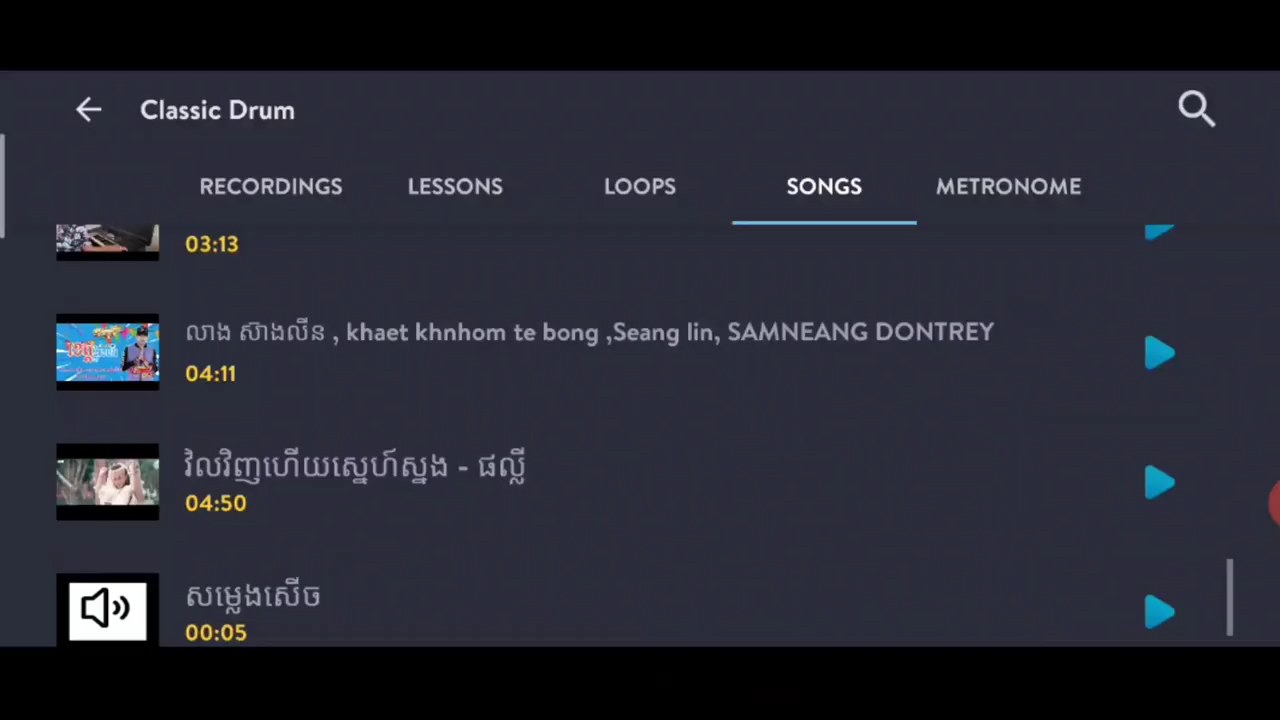 Classic Drum
RECORDINGS LESSONS LOOPS SONGS METRONOME
03:13
លាង ស៊ាងលីន , khaet khnhom te bong ,Seang lin, SAMNEANG DONTREY
04:11
វិលវិញហើយស្នេហ៍ស្នង - ផល្លី
04:50
សម្លេងសើច
00:05